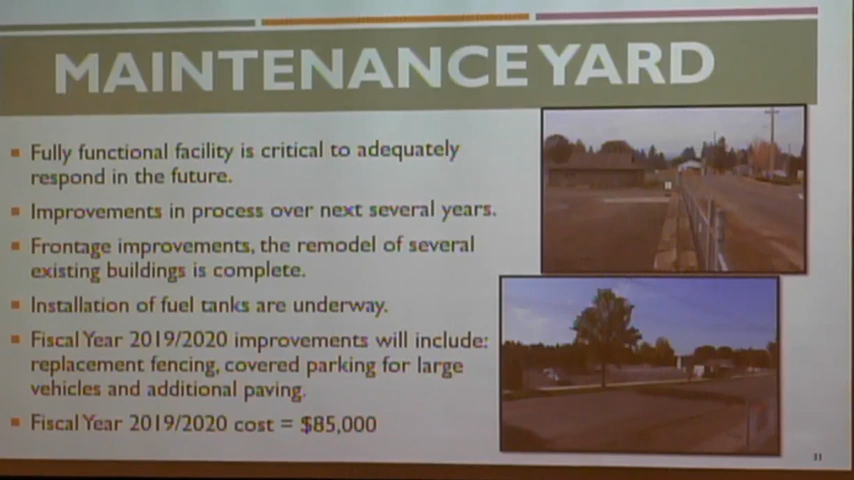 MAINTENANCE YARD
Fully functional facility is critical to adequately
respond in the future.
Improvements in process over next several years.
Frontage improvements, the remodel of several
existing buildings is complete.
Installation of fuel tanks are underway.
Fiscal Year 2019/2020 improvements will include:
replacement fencing, covered parking for large
vehicles and additional paving.
Fiscal Year 2019/2020 cost = $85,000